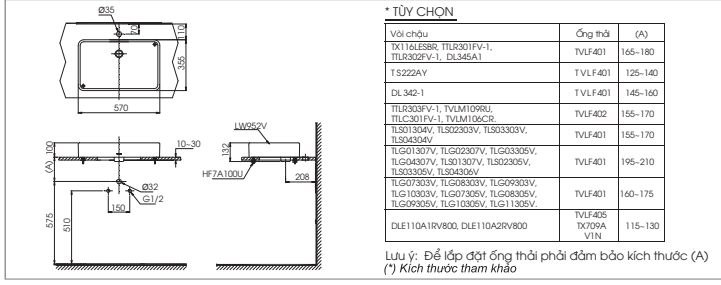 Ø35
70
110
355
570
LW952V
100
(A)
10~30
132
HF7A100U
208
Ø32
G1/2
150
575
510
* TÙY CHỌN
Vòi chậu Ống thải (A)
TX116LESBR, TTLR301FV-1,
TTLR302FV-1, DL345A1 TVLF401 165~180
TS222AY TVLF401 125~140
DL342-1 TVLF401 145~160
TTLR303FV-1, TVLM109RU,
TTLC301FV-1, TVLM106CR. TVLF402 155~170
TLS01304V, TLS02303V, TLS03303V,
TLS04304V TVLF401 155~170
TLG01307V, TLG02307V, TLG03305V,
TLG04307V, TLS01307V, TLS02305V,
TLS03305V, TLS04306V TVLF401 195~210
TLG07303V, TLG08303V, TLG09303V,
TLG10303V, TLG07305V, TLG08305V,
TLG09305V, TLG10305V, TLG11305V. TVLF401 160~175
DLE110A1RV800, DLE110A2RV800 TVLF405
TX709A
V1N 115~130
Lưu ý: Để lắp đặt ống thải phải đảm bảo kích thước (A)
(*) Kích thước tham khảo